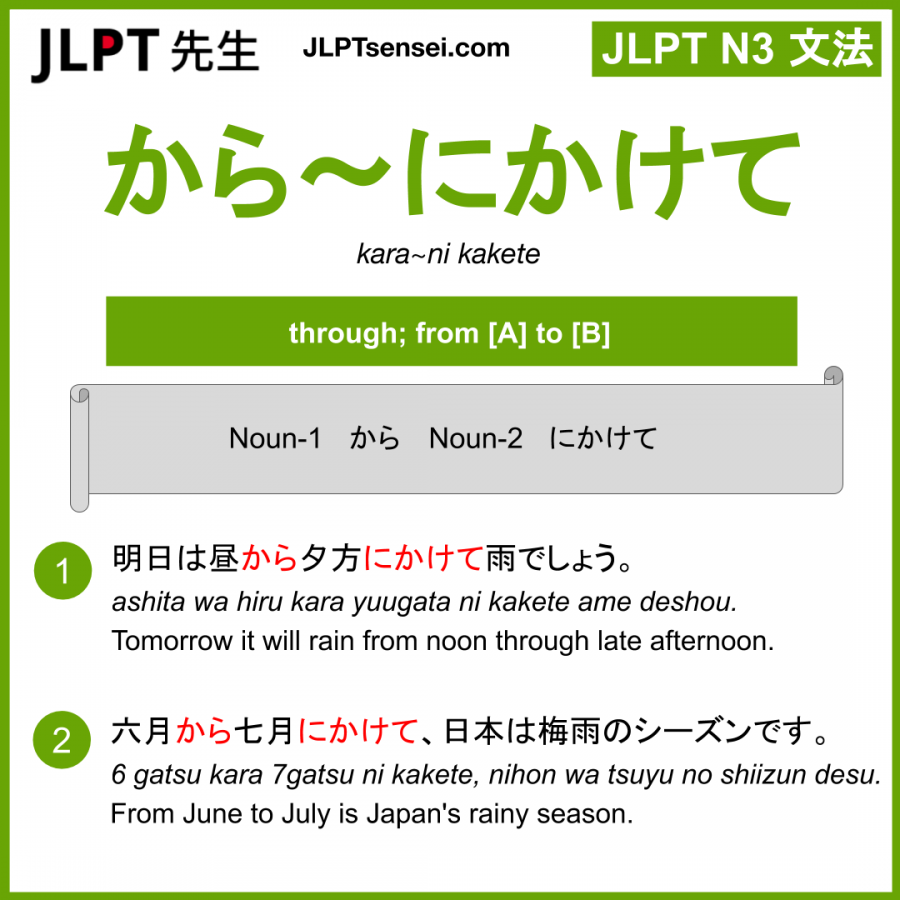 JLPT 先生
JLPTsensei.com
JLPT N3 文法
から～にかけて
kara~ni kakete
through; from [A] to [B]
Noun-1　から　Noun-2　にかけて
1
明日は昼から夕方にかけて雨でしょう。
ashita wa hiru kara yuugata ni kakete ame deshou.
Tomorrow it will rain from noon through late afternoon.
2
六月から七月にかけて、日本は梅雨のシーズンです。
6 gatsu kara 7gatsu ni kakete, nihon wa tsuyu no shiizun desu.
From June to July is Japan's rainy season.